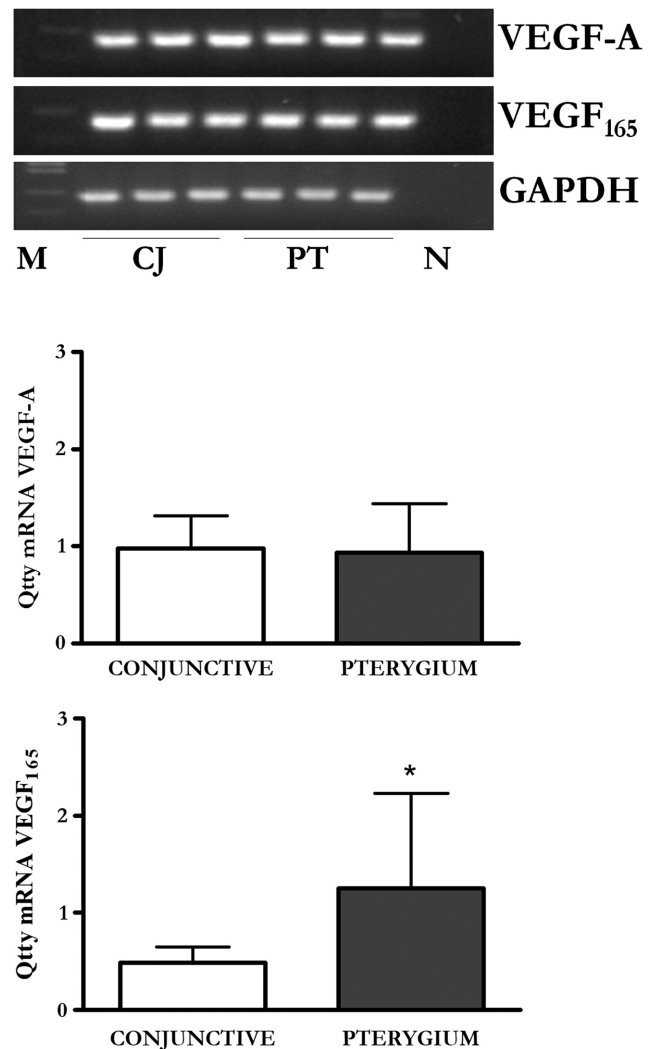 VEGF-A
VEGF165
GAPDH
M CJ PT N
3
2
1
0
Qtty mRNA VEGF-A
CONJUNCTIVE PTERYGIUM
3
2
1
0
Qtty mRNA VEGF165
*
CONJUNCTIVE PTERYGIUM